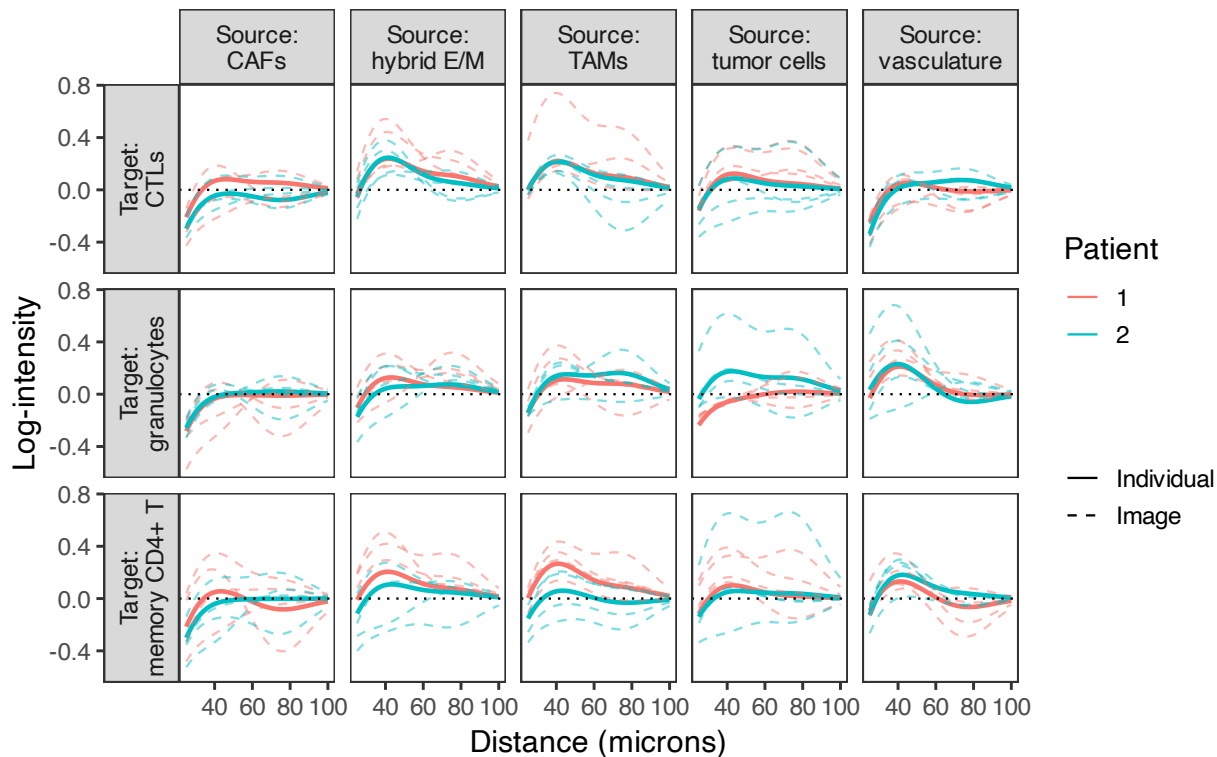 Source:
CAFs
Source:
hybrid E/M
Source:
TAMs
Source:
tumor cells
Source:
vasculature
Log-intensity
Target:
CTLs
0.8
0.4
0.0
-0.4
Target:
granulocytes
0.8
0.4
0.0
-0.4
Target:
memory CD4+ T
0.8
0.4
0.0
-0.4
40 60 80 100
40 60 80 100
40 60 80 100
40 60 80 100
40 60 80 100
Distance (microns)
Patient
1
2
Individual
Image